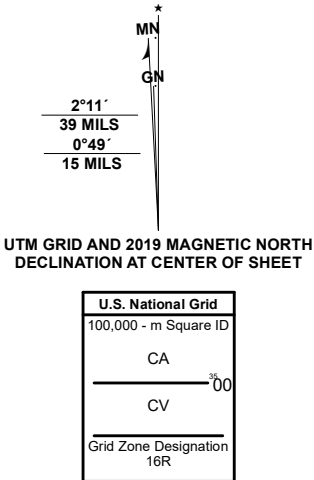 MN
GN
2°11´
39 MILS
0°49´
15 MILS
UTM GRID AND 2019 MAGNETIC NORTH
DECLINATION AT CENTER OF SHEET
U.S. National Grid
100,000 - m Square ID
CA
35 00
CV
Grid Zone Designation
16R